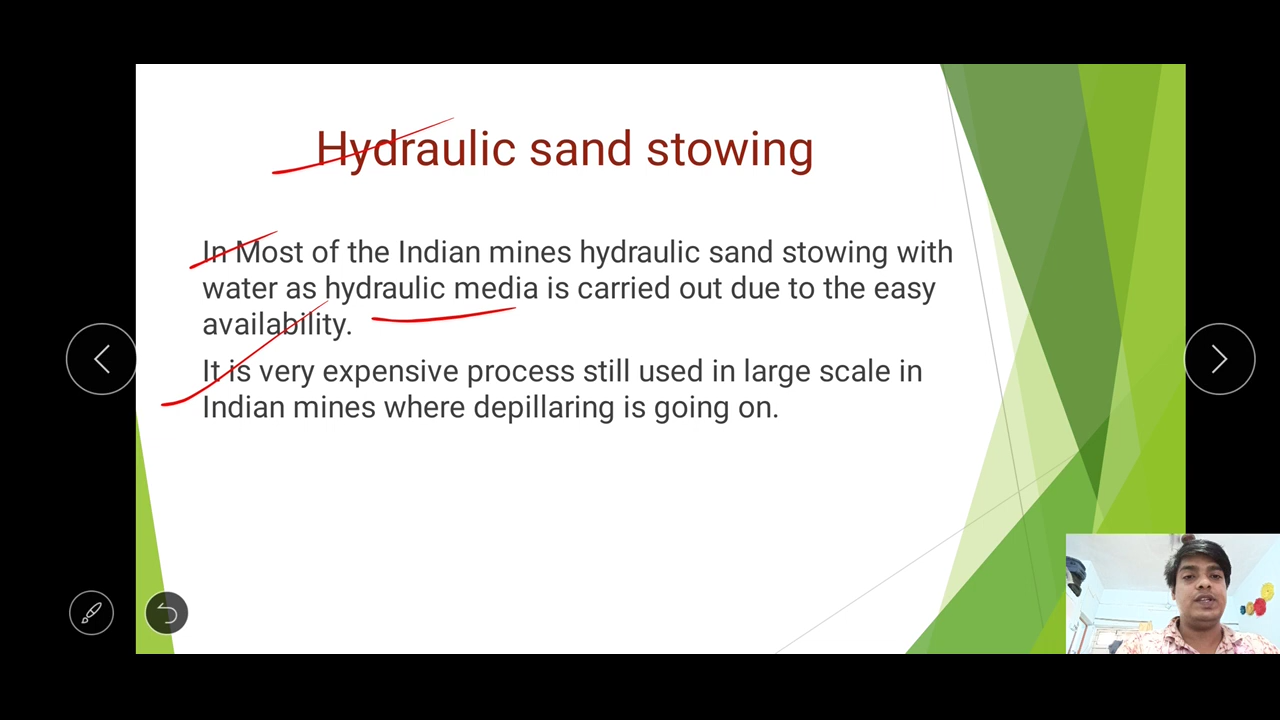 Hydraulic sand stowing
In Most of the Indian mines hydraulic sand stowing with
water as hydraulic media is carried out due to the easy
availability.
It is very expensive process still used in large scale in
Indian mines where depillaring is going on.